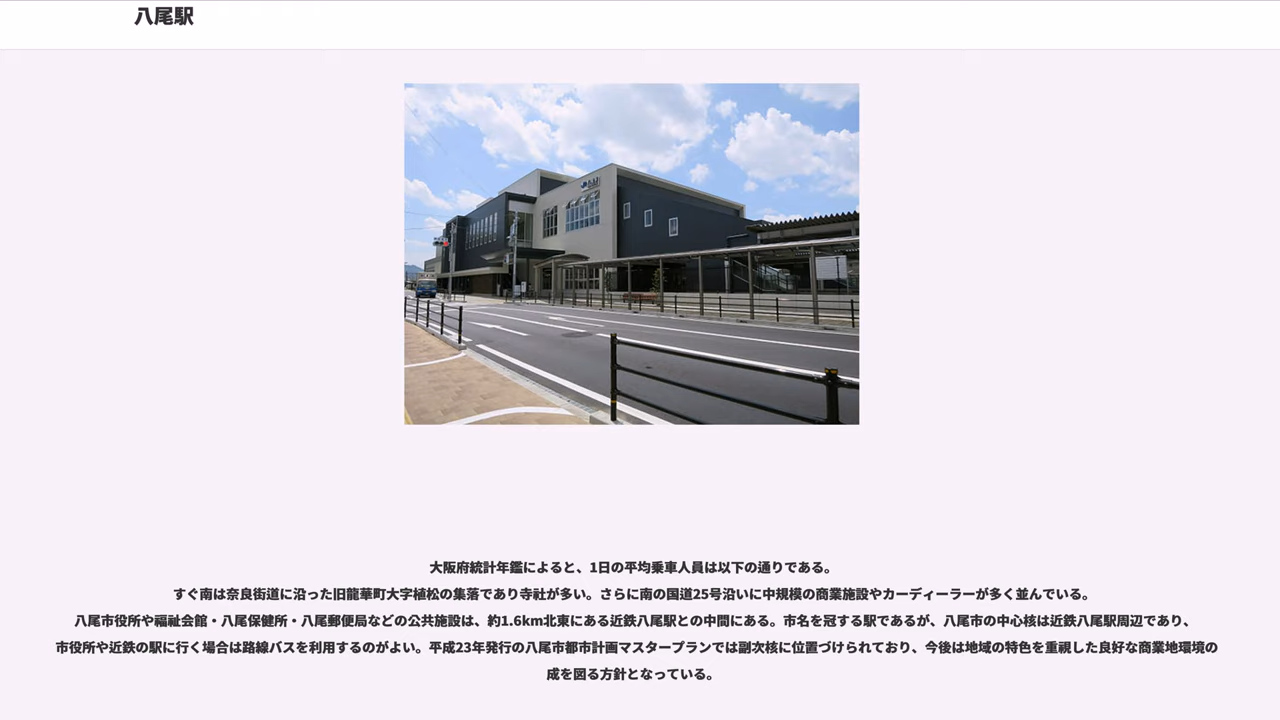 八尾駅
大阪府統計年鑑によると、1日の平均乗車人員は以下の通りである。
すぐ南は奈良街道に沿った旧龍華町大字植松の集落であり寺社が多い。さらに南の国道25号沿いに中規模の商業施設やカーディーラーが多く並んでいる。
八尾市役所や福祉会館・八尾保健所・八尾郵便局などの公共施設は、約1.6km北東にある近鉄八尾駅との中間にある。市名を冠する駅であるが、八尾市の中心核は近鉄八尾駅周辺であり、
市役所や近鉄の駅に行く場合は路線バスを利用するのがよい。平成23年発行の八尾市都市計画マスタープランでは副次核に位置づけられており、今後は地域の特色を重視した良好な商業地環境の
成を図る方針となっている。